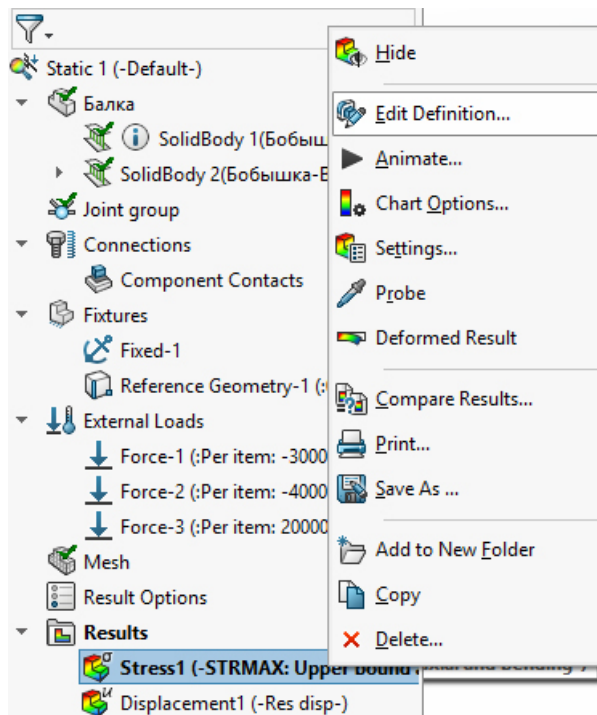 Static 1 (-Default-)
Балка
SolidBody 1(Бобыш
SolidBody 2(Бобышка-
Joint group
Connections
Component Contacts
Fixtures
Fixed-1
Reference Geometry-1 (:
External Loads
Force-1 (:Per item: -3000
Force-2 (:Per item: -4000
Force-3 (:Per item: 20000
Mesh
Result Options
Results
Stress1 (-STRMAX: Upper bound
Displacement1 (-Res disp-)
Hide
Edit Definition...
Animate...
Chart Options...
Settings...
Probe
Deformed Result
Compare Results...
Print...
Save As ...
Add to New Folder
Copy
Delete...